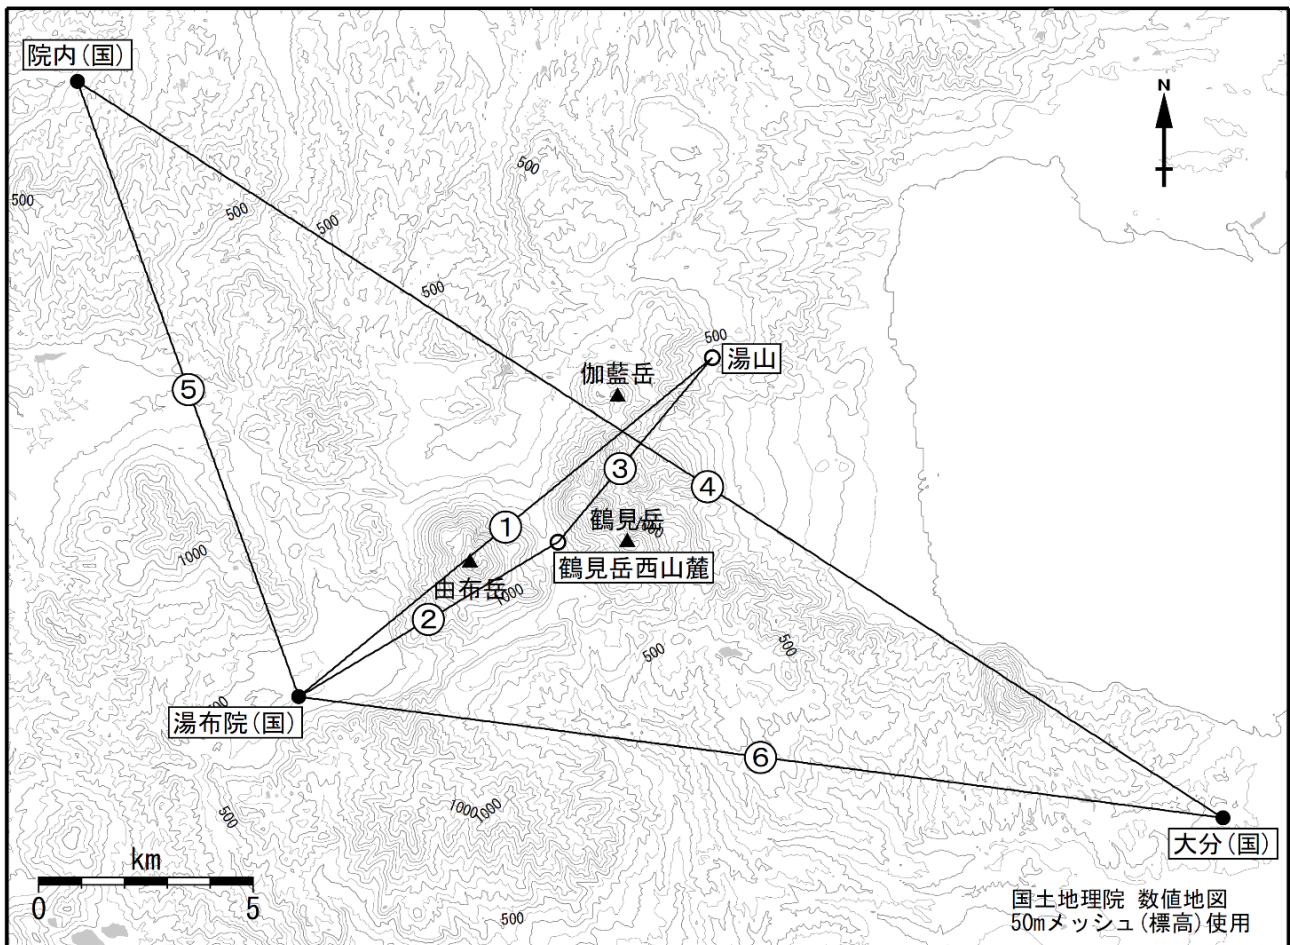 院内(国)
N
500
500
500
500
500
500
湯山
伽藍岳
⑤
③
④
鶴見岳
①
1000
鶴見岳西山麓
由布岳
1000
②
500
500
湯布院(国)
⑥
1000
1000
500
大分(国)
km
0 5
500
国土地理院 数値地図
50mメッシュ(標高)使用